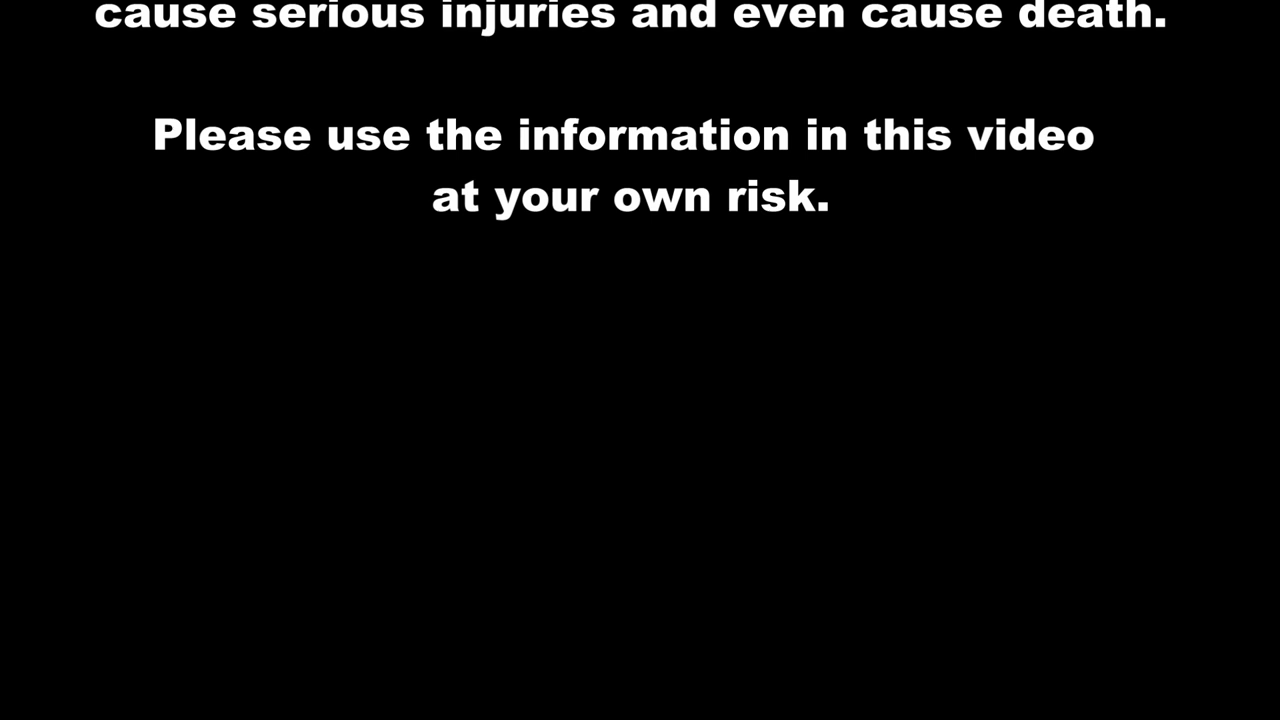 cause serious injuries and even cause death.
Please use the information in this video
at your own risk.